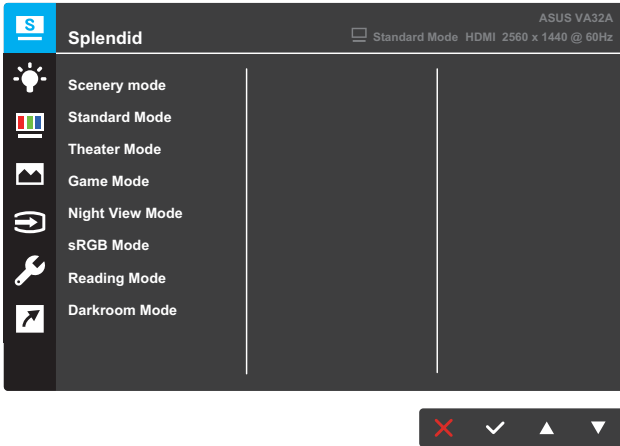 S
ASUS VA32A
Splendid
Standard Mode HDMI 2560 x 1440 @ 60Hz
Scenery mode
Standard Mode
Theater Mode
Game Mode
Night View Mode
sRGB Mode
Reading Mode
Darkroom Mode